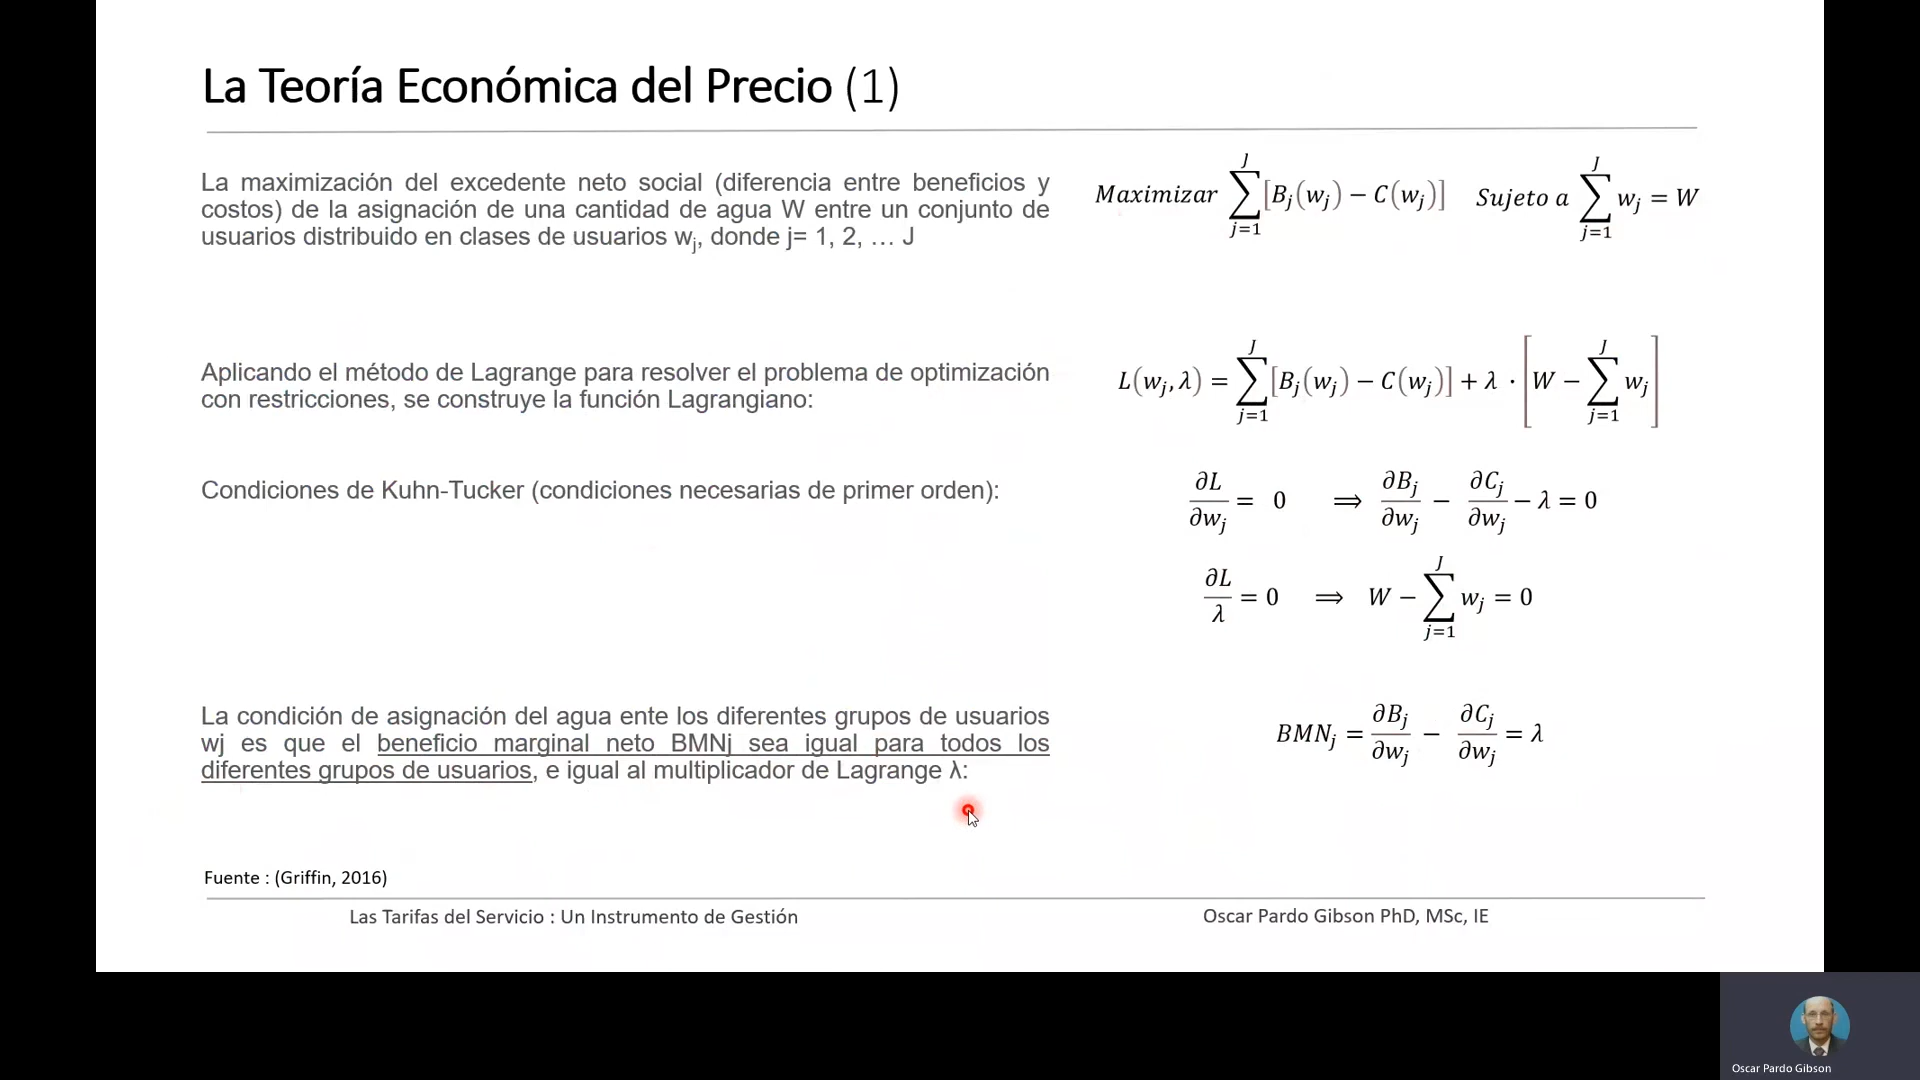 La Teoría Económica del Precio (1)
La maximización del excedente neto social (diferencia entre beneficios y
costos) de la asignación de una cantidad de agua W entre un conjunto de
usuarios distribuido en clases de usuarios wj, donde j= 1, 2, … J
Maximizar ∑_{j=1}^{J} [B_j(w_j) − C(w_j)]   Sujeto a ∑_{j=1}^{J} w_j = W
Aplicando el método de Lagrange para resolver el problema de optimización
con restricciones, se construye la función Lagrangiano:
L(w_j, λ) = ∑_{j=1}^{J} [B_j(w_j) − C(w_j)] + λ · [W − ∑_{j=1}^{J} w_j]
Condiciones de Kuhn-Tucker (condiciones necesarias de primer orden):
∂L/∂w_j = 0 ⟹ ∂B_j/∂w_j − ∂C_j/∂w_j − λ = 0
∂L/λ = 0 ⟹ W − ∑_{j=1}^{J} w_j = 0
La condición de asignación del agua ente los diferentes grupos de usuarios
wj es que el beneficio marginal neto BMNj sea igual para todos los
diferentes grupos de usuarios, e igual al multiplicador de Lagrange λ:
BMN_j = ∂B_j/∂w_j − ∂C_j/∂w_j = λ
Fuente : (Griffin, 2016)
Las Tarifas del Servicio : Un Instrumento de Gestión
Oscar Pardo Gibson PhD, MSc, IE
Oscar Pardo Gibson